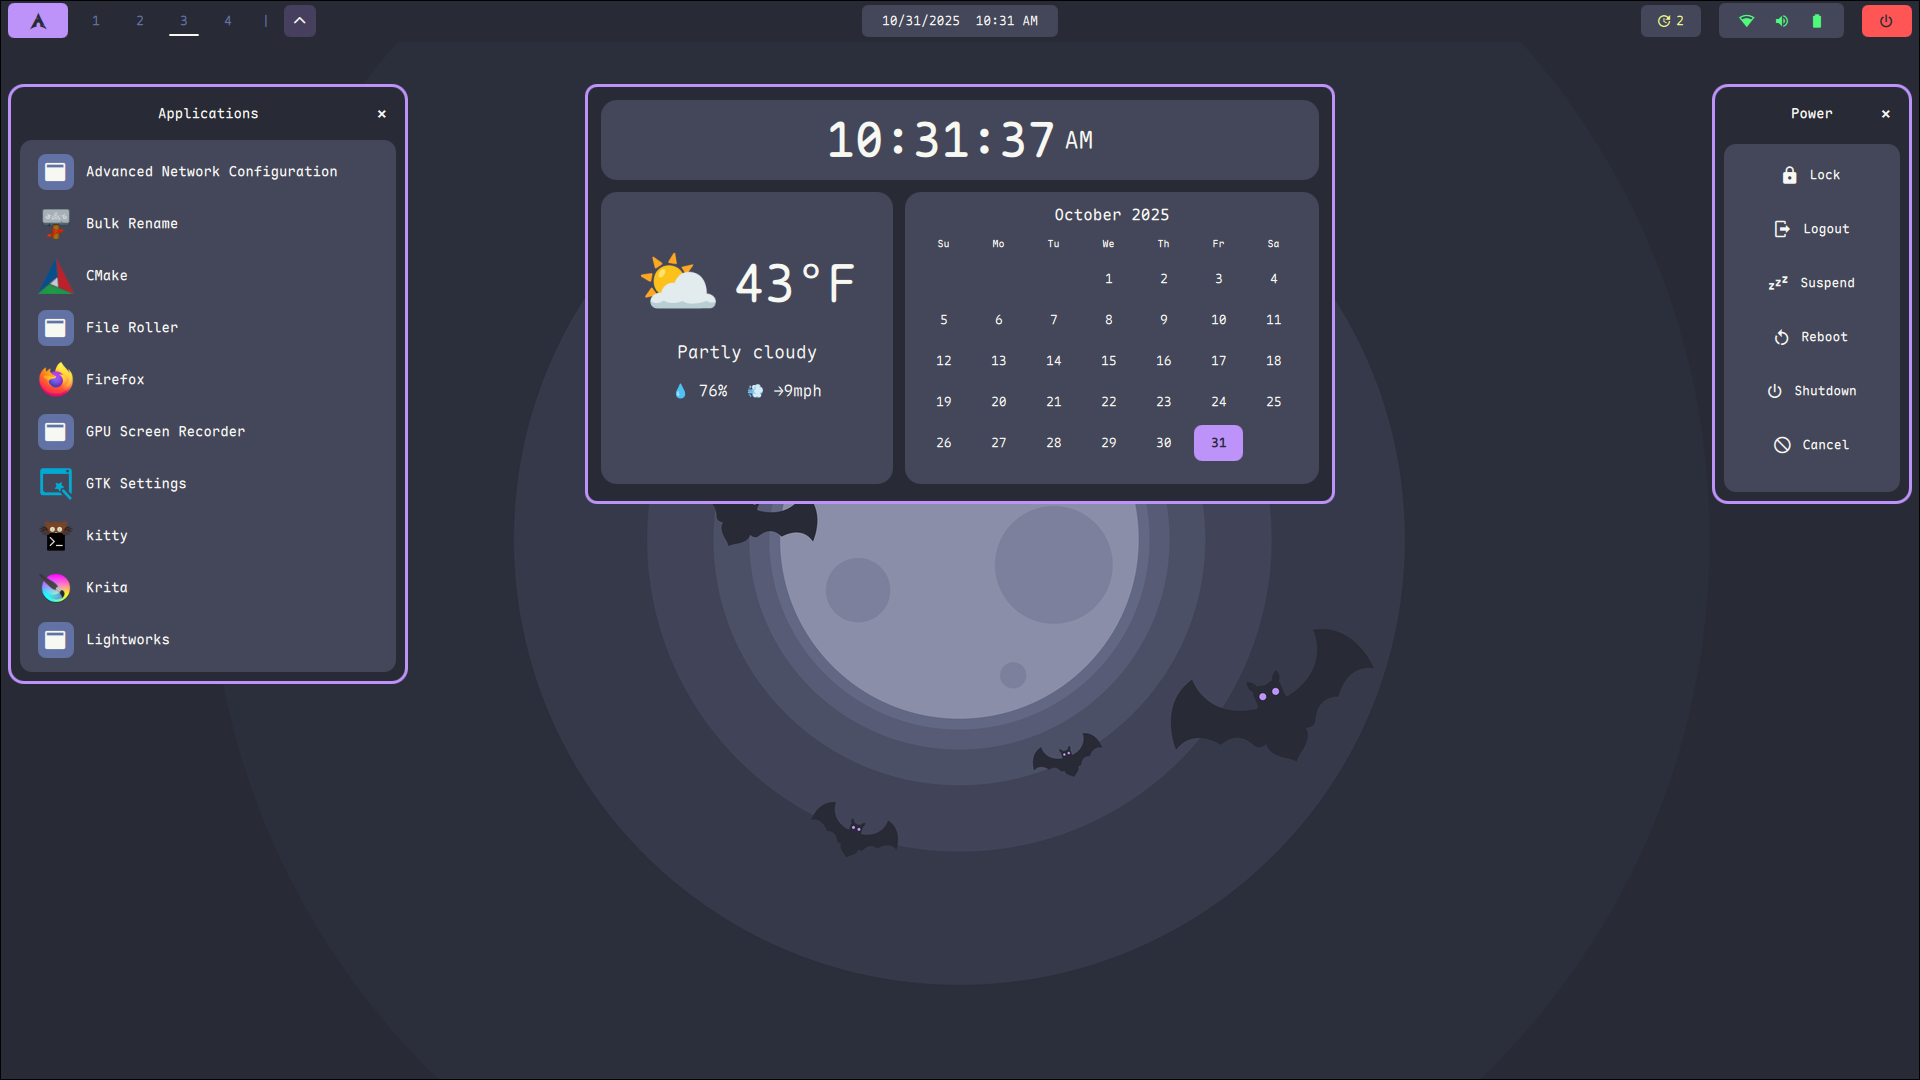 1 2 3 4 |
10/31/2025 10:31 AM
2
Applications ×
Advanced Network Configuration
Bulk Rename
CMake
File Roller
Firefox
GPU Screen Recorder
GTK Settings
kitty
Krita
Lightworks
10:31:37 AM
43°F
Partly cloudy
76% →9mph
October 2025
Su Mo Tu We Th Fr Sa
1 2 3 4
5 6 7 8 9 10 11
12 13 14 15 16 17 18
19 20 21 22 23 24 25
26 27 28 29 30 31
Power ×
Lock
Logout
zzz Suspend
Reboot
Shutdown
Cancel